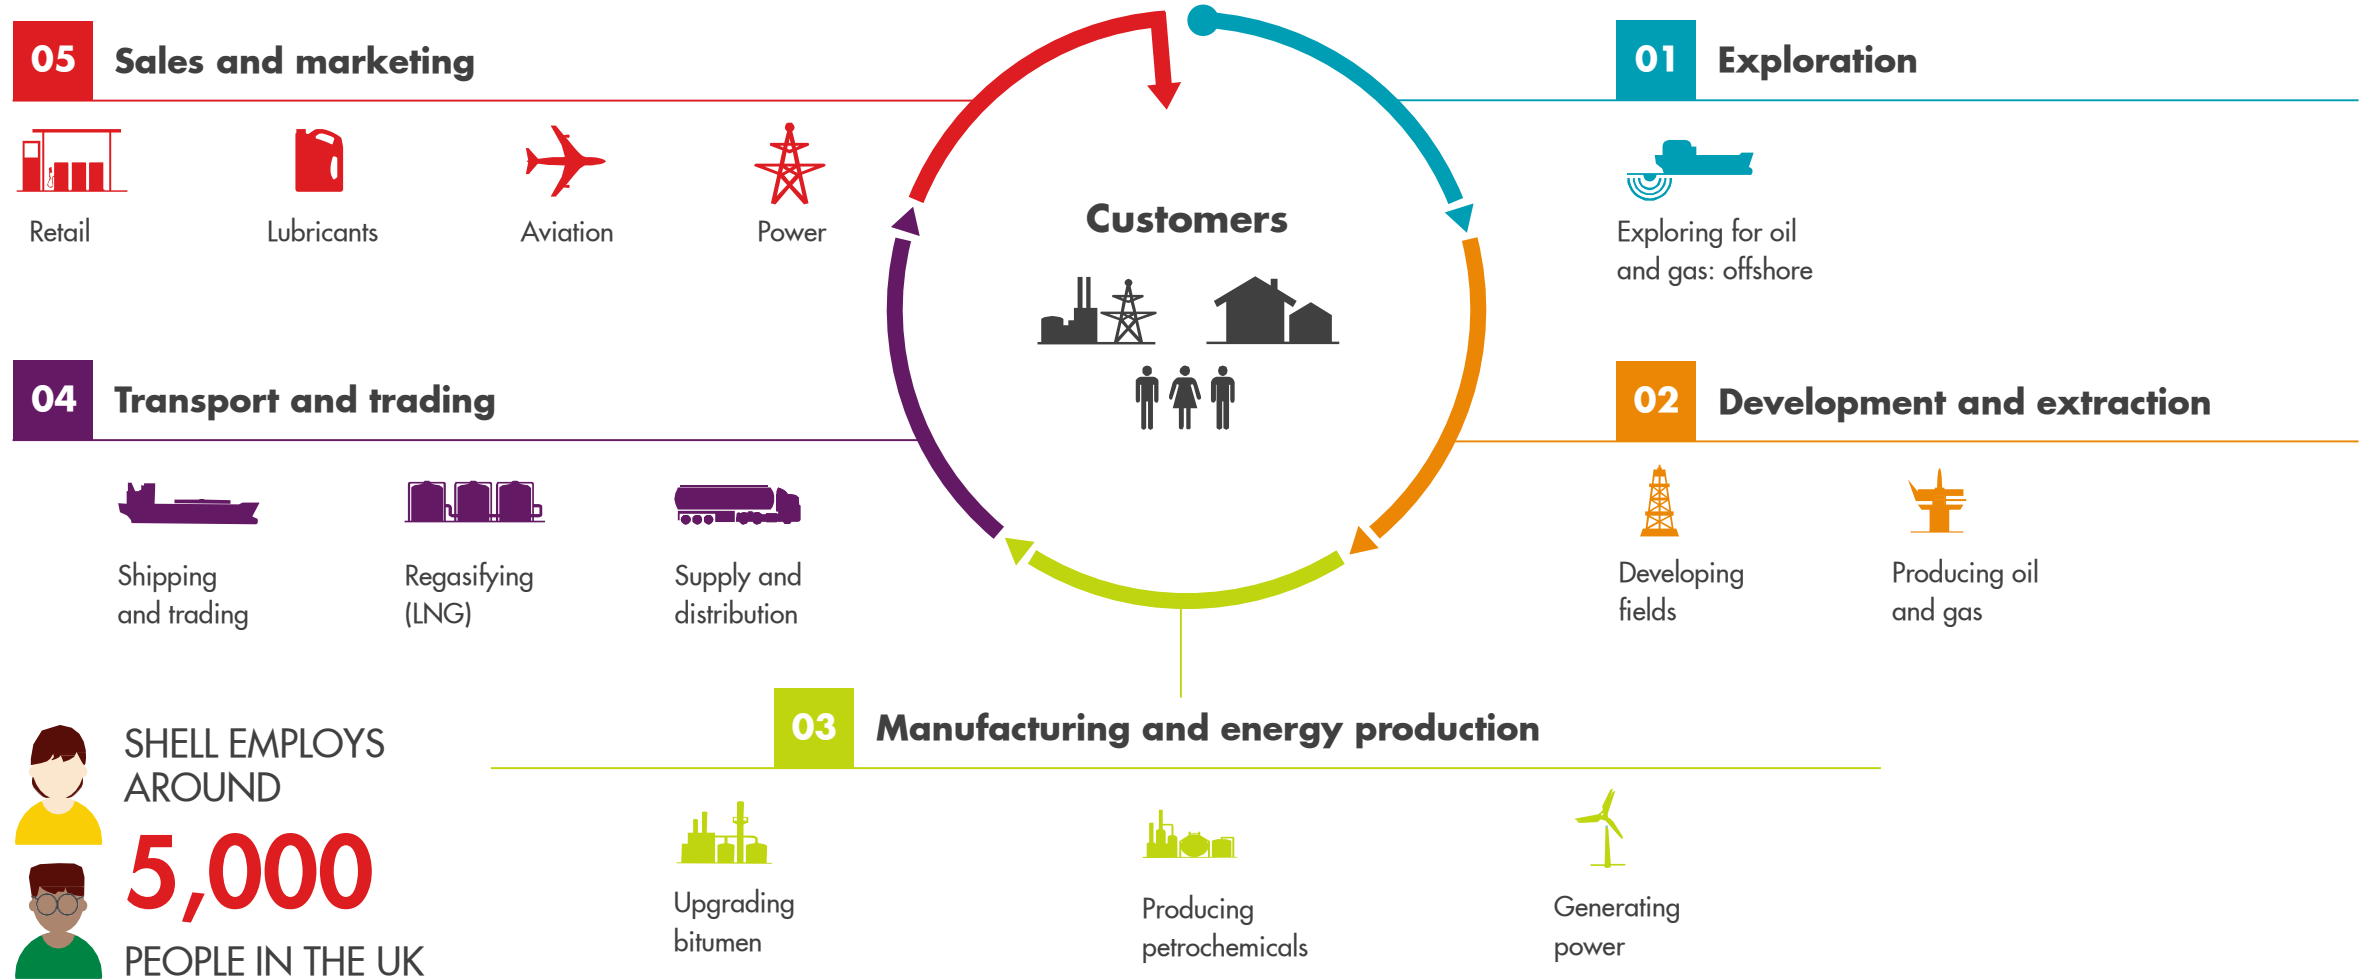 05
Sales and marketing
Retail
Lubricants
Aviation
Power
01
Exploration
Exploring for oil
and gas: offshore
Customers
04
Transport and trading
Shipping
and trading
Regasifying
(LNG)
Supply and
distribution
02
Development and extraction
Developing
fields
Producing oil
and gas
03
Manufacturing and energy production
Upgrading
bitumen
Producing
petrochemicals
Generating
power
SHELL EMPLOYS
AROUND
5,000
PEOPLE IN THE UK